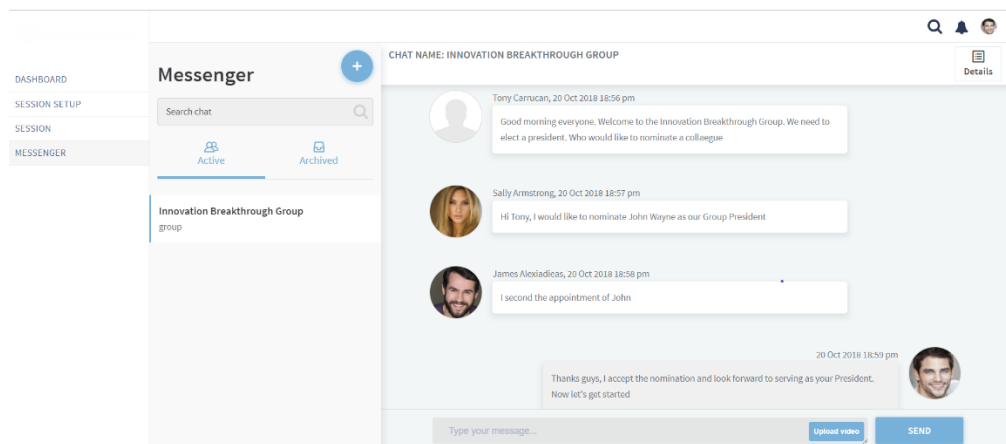 DASHBOARD
SESSION SETUP
SESSION
MESSENGER
Messenger
+
Search chat
Active
Archived
Innovation Breakthrough Group
group
CHAT NAME: INNOVATION BREAKTHROUGH GROUP
Details
Tony Carrucan, 20 Oct 2018 18:56 pm
Good morning everyone. Welcome to the Innovation Breakthrough Group. We need to
elect a president. Who would like to nominate a collaegue
Sally Armstrong, 20 Oct 2018 18:57 pm
Hi Tony, I would like to nominate John Wayne as our Group President
James Alexiadieas, 20 Oct 2018 18:58 pm
I second the appointment of John
20 Oct 2018 18:59 pm
Thanks guys, I accept the nomination and look forward to serving as your President.
Now let's get started
Type your message...
Upload video
SEND